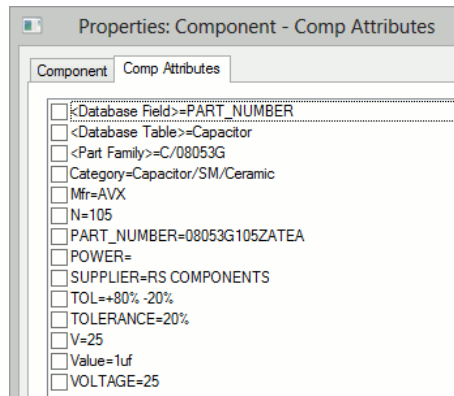 Properties: Component - Comp Attributes
Component Comp Attributes
<Database Field>=PART_NUMBER
<Database Table>=Capacitor
<Part Family>=C/08053G
Category=Capacitor/SM/Ceramic
Mfr=AVX
N=105
PART_NUMBER=08053G105ZATEA
POWER=
SUPPLIER=RS COMPONENTS
TOL=+80% -20%
TOLERANCE=20%
V=25
Value=1uf
VOLTAGE=25